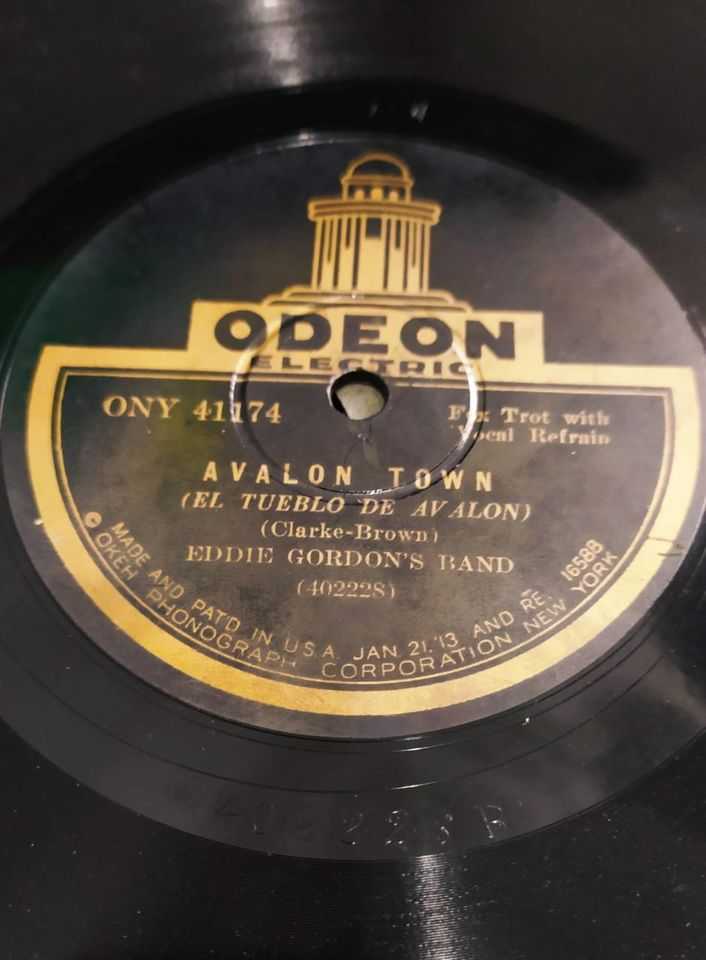 ODEON
ELECTRIC
ONY 41174
Fox Trot with
Vocal Refrain
AVALON TOWN
(EL TUEBLO DE AVALON)
(Clarke-Brown)
EDDIE GORDON'S BAND
(402228)
© MADE AND PAT'D IN U.S.A. JAN. 21, '13 AND RE. 16588
OKEH PHONOGRAPH CORPORATION NEW YORK